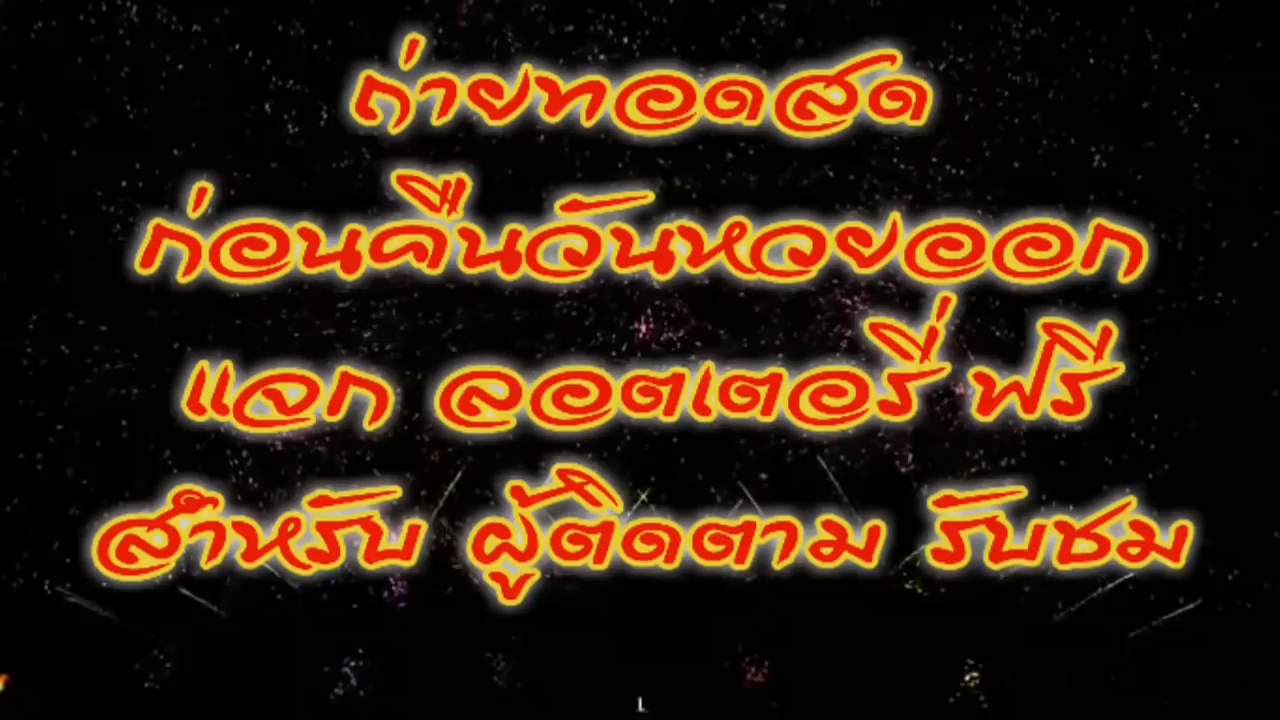 ถ่ายทอดสด
ก่อนคืนวันหวยออก
แจก ลอตเตอรี่ ฟรี
สำหรับ ผู้ติดตาม รับชม